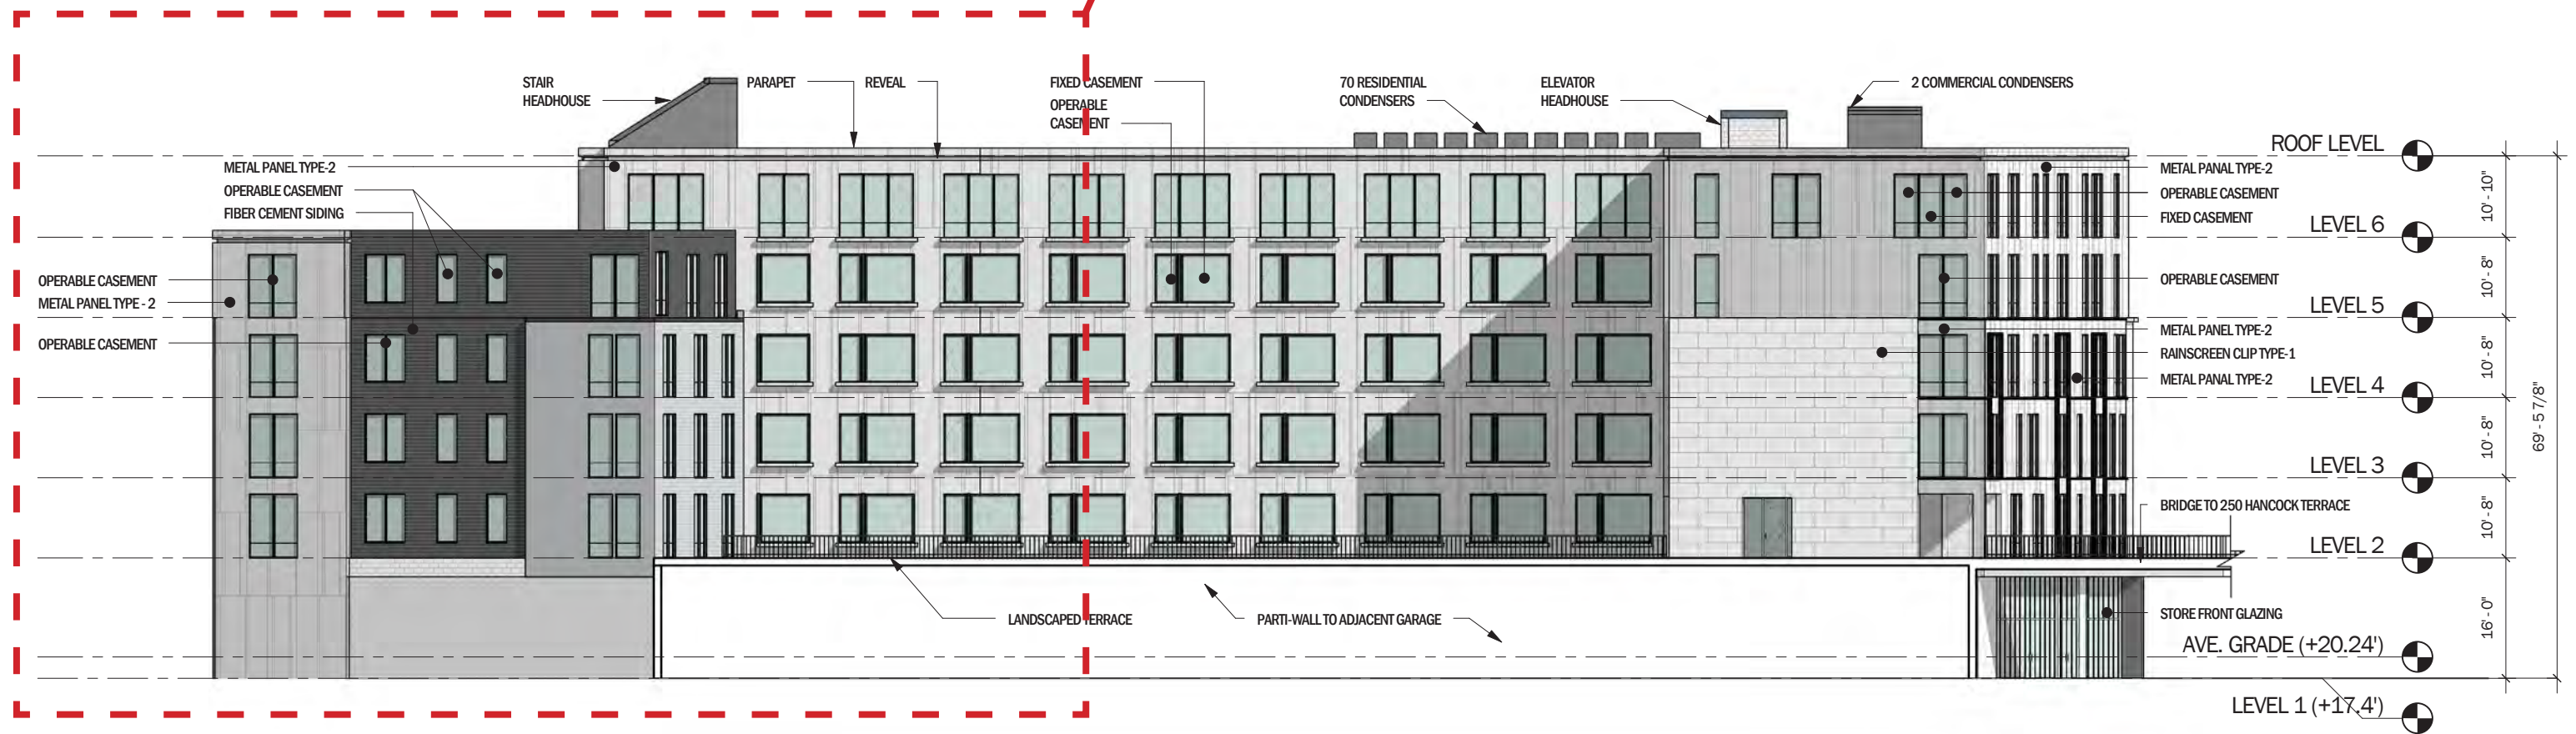 STAIR
HEADHOUSE
PARAPET
REVEAL
FIXED CASEMENT
OPERABLE
CASEMENT
70 RESIDENTIAL
CONDENSERS
ELEVATOR
HEADHOUSE
2 COMMERCIAL CONDENSERS
METAL PANEL TYPE-2
OPERABLE CASEMENT
FIBER CEMENT SIDING
OPERABLE CASEMENT
METAL PANEL TYPE - 2
OPERABLE CASEMENT
METAL PANAL TYPE-2
OPERABLE CASEMENT
FIXED CASEMENT
OPERABLE CASEMENT
METAL PANEL TYPE-2
RAINSCREEN CLIP TYPE-1
METAL PANAL TYPE-2
BRIDGE TO 250 HANCOCK TERRACE
STORE FRONT GLAZING
LANDSCAPED TERRACE
PARTI-WALL TO ADJACENT GARAGE
ROOF LEVEL
LEVEL 6
LEVEL 5
LEVEL 4
LEVEL 3
LEVEL 2
AVE. GRADE (+20.24')
LEVEL 1 (+17.4')
10' - 10"
10' - 8"
10' - 8"
10' - 8"
10' - 8"
16' - 0"
69' - 5 7/8"